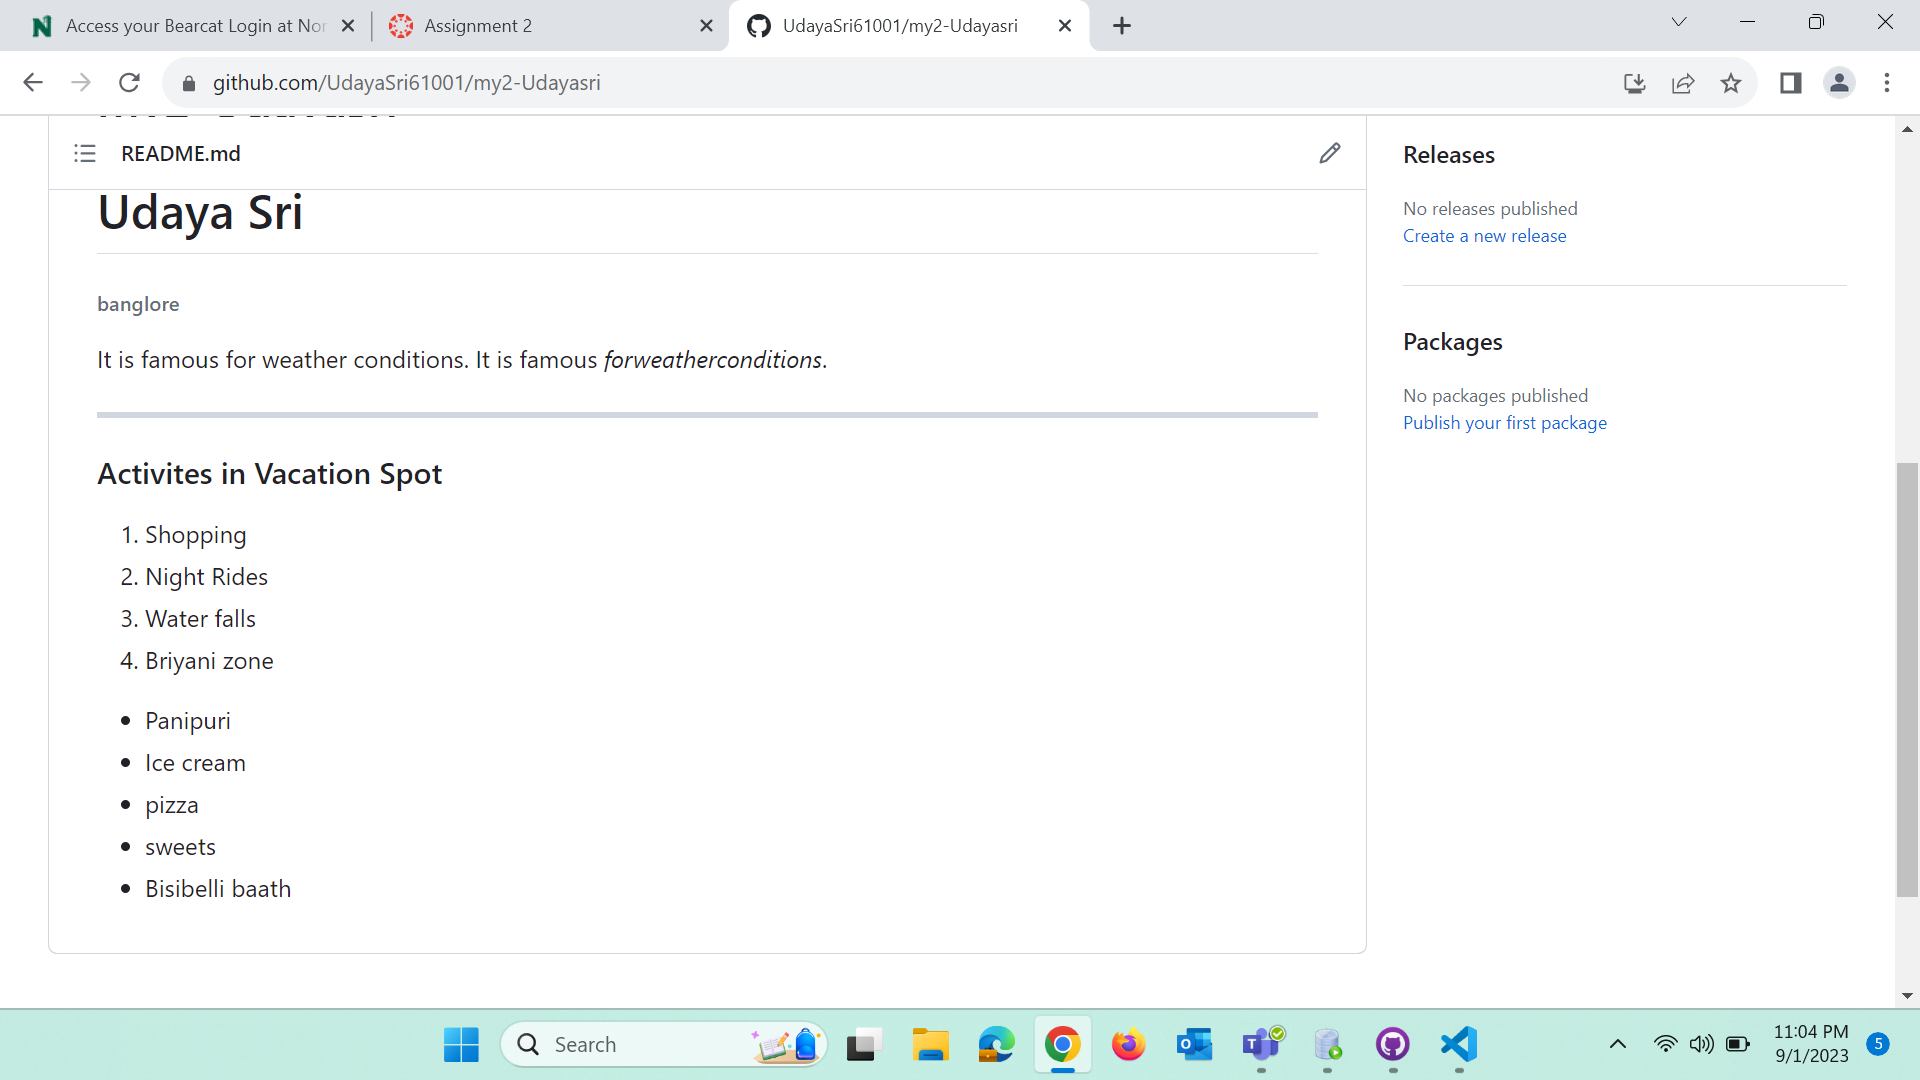 Access your Bearcat Login at Nor
Assignment 2
UdayaSri61001/my2-Udayasri
github.com/UdayaSri61001/my2-Udayasri
README.md
Udaya Sri
banglore
It is famous for weather conditions. It is famous forweatherconditions.
Activites in Vacation Spot
1. Shopping
2. Night Rides
3. Water falls
4. Briyani zone
• Panipuri
• Ice cream
• pizza
• sweets
• Bisibelli baath
Releases
No releases published
Create a new release
Packages
No packages published
Publish your first package
Search
11:04 PM
9/1/2023
5